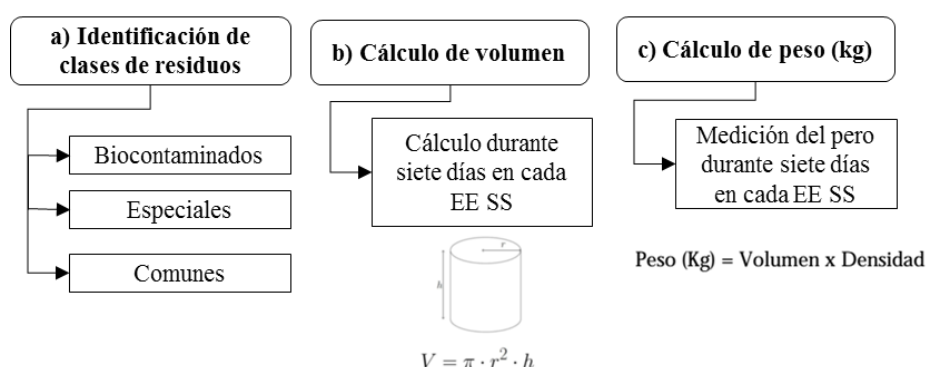 a) Identificación de
clases de residuos
Biocontaminados
Especiales
Comunes
b) Cálculo de volumen
Cálculo durante
siete días en cada
EE SS
r
h
V = π · r² · h
c) Cálculo de peso (kg)
Medición del pero
durante siete días
en cada EE SS
Peso (Kg) = Volumen x Densidad